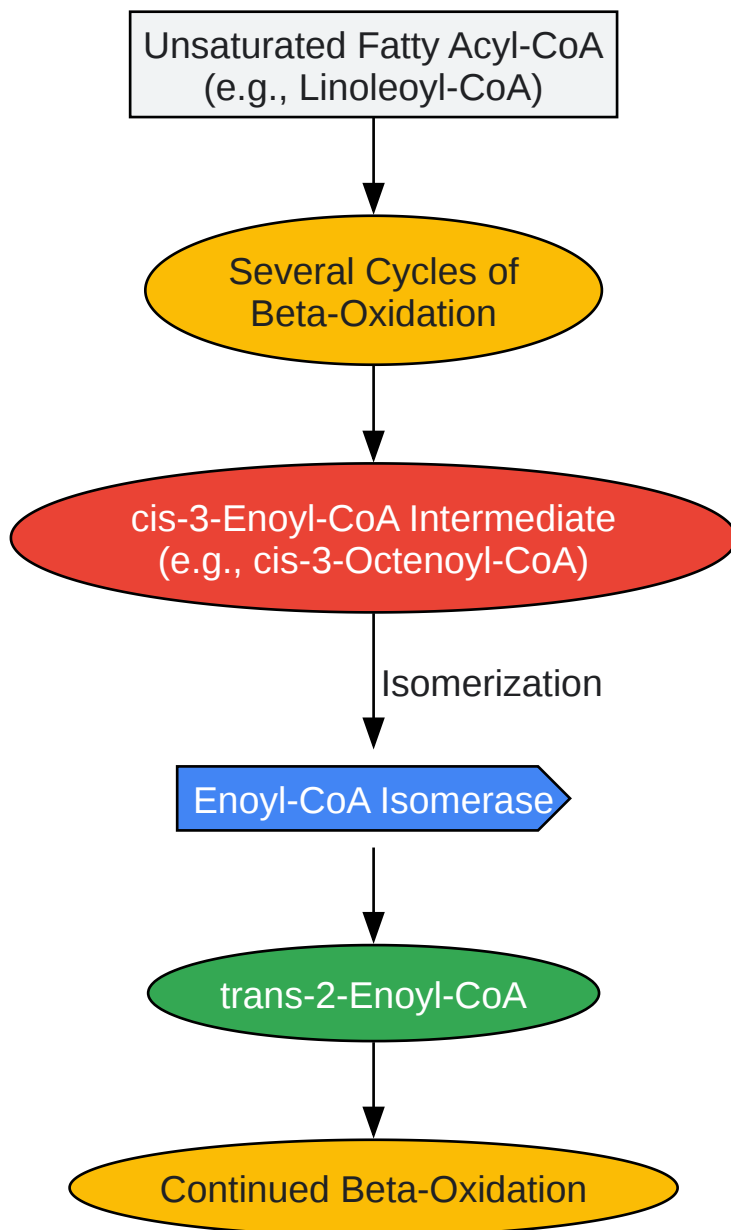 Unsaturated Fatty Acyl-CoA
(e.g., Linoleoyl-CoA)
Several Cycles of
Beta-Oxidation
cis-3-Enoyl-CoA Intermediate
(e.g., cis-3-Octenoyl-CoA)
Isomerization
Enoyl-CoA Isomerase
trans-2-Enoyl-CoA
Continued Beta-Oxidation